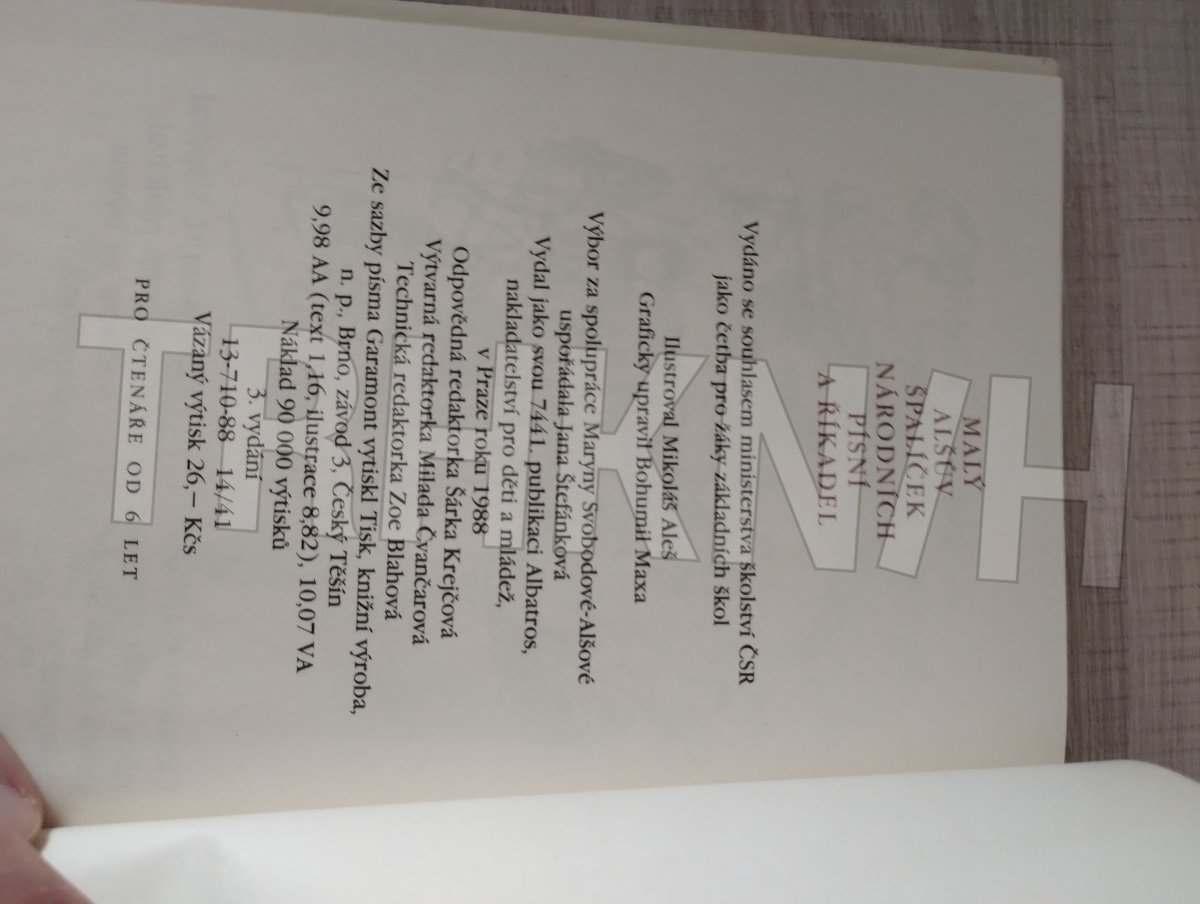 MALÝ
ALŠŮV
ŠPALÍČEK
NÁRODNÍCH
PÍSNÍ
A ŘÍKADEL
Vydáno se souhlasem ministerstva školství ČSR
jako četba pro žáky základních škol
Ilustroval Mikoláš Aleš
Graficky upravil Bohumil Maxa
Výbor za spolupráce Maryny Svobodové-Alšové
uspořádala Jana Štefánková
Vydal jako svou 7441. publikaci Albatros,
nakladatelství pro děti a mládež,
v Praze roku 1988
Odpovědná redaktorka Šárka Krejčová
Výtvarná redaktorka Milada Čvančarová
Technická redaktorka Zoe Blahová
Ze sazby písma Garamont vytiskl Tisk, knižní výroba,
n. p., Brno, závod 3, Český Těšín
9,98 AA (text 1,16, ilustrace 8,82), 10,07 VA
Náklad 90 000 výtisků
3. vydání
13-710-88 14/41
Vázaný výtisk 26,– Kčs
PRO ČTENÁŘE OD 6 LET